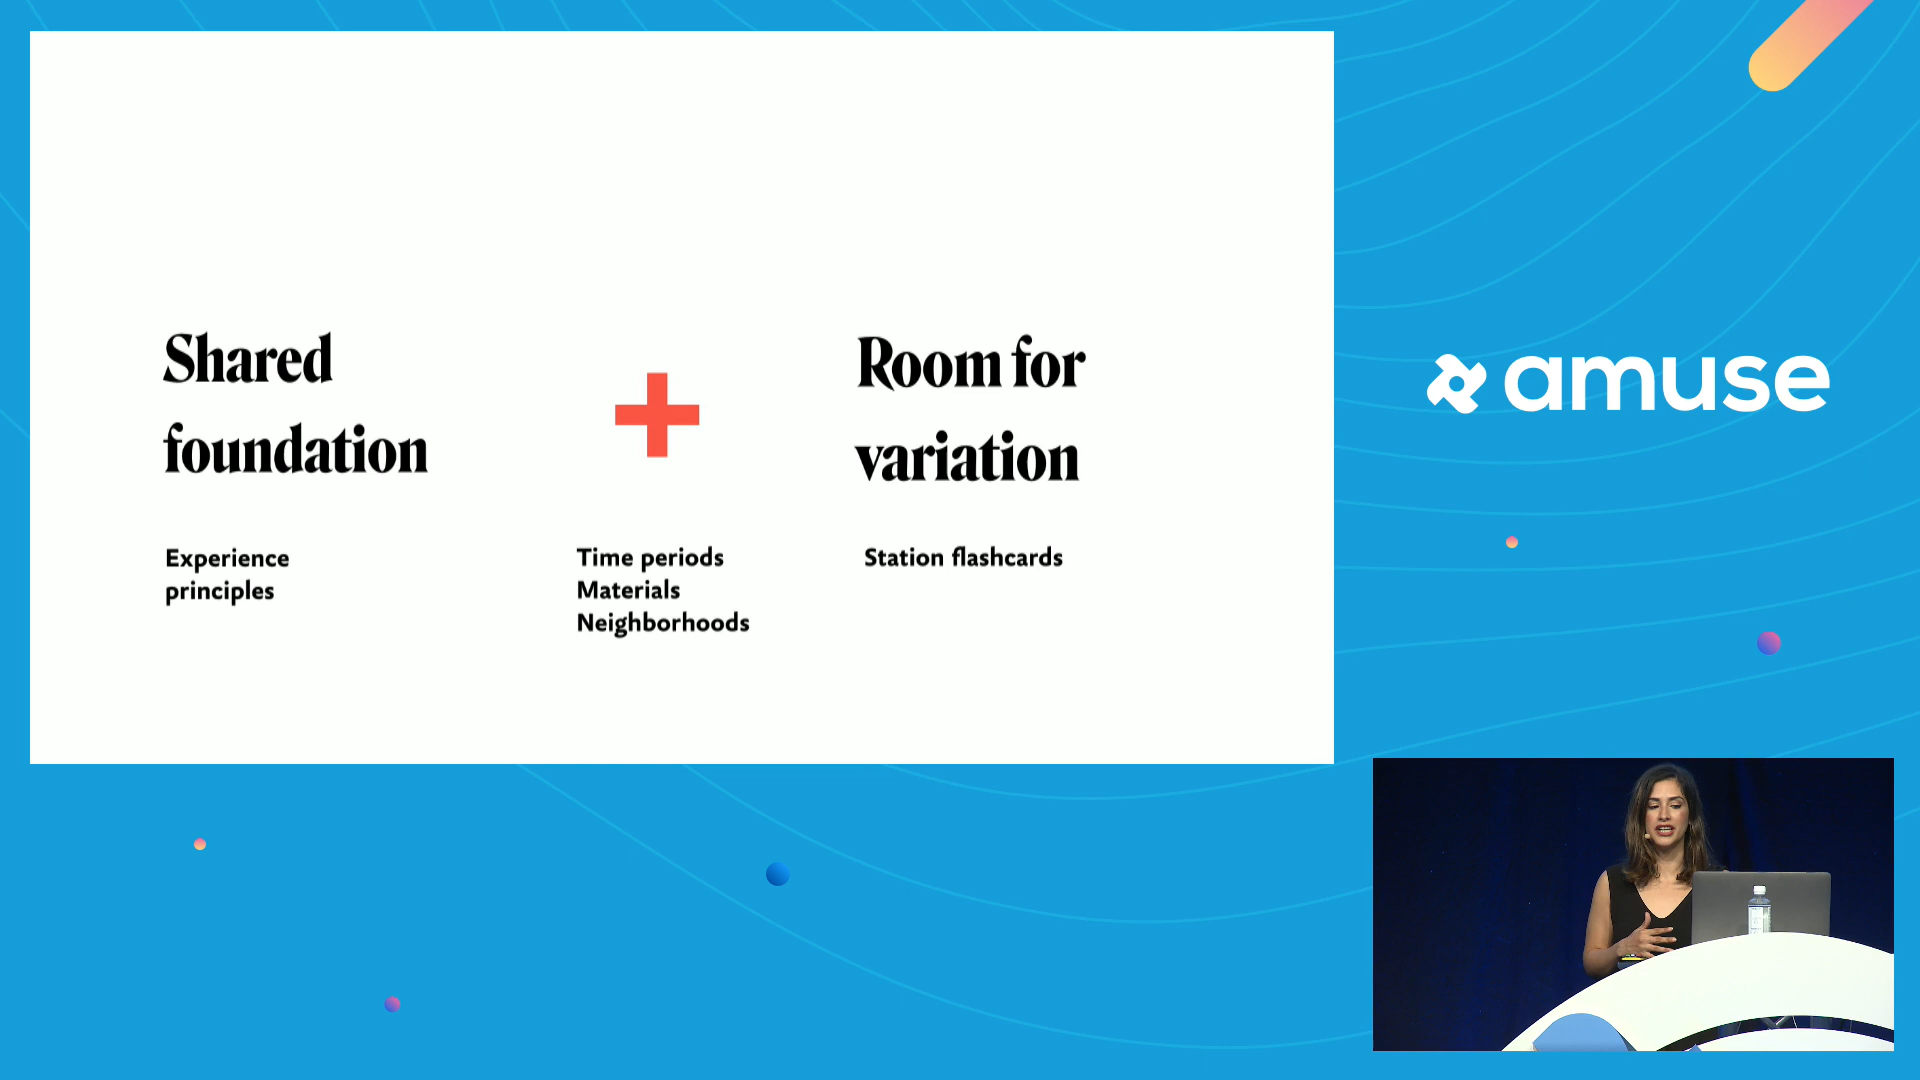 Shared
foundation
Room for
variation
Experience
principles
Time periods
Materials
Neighborhoods
Station flashcards
amuse